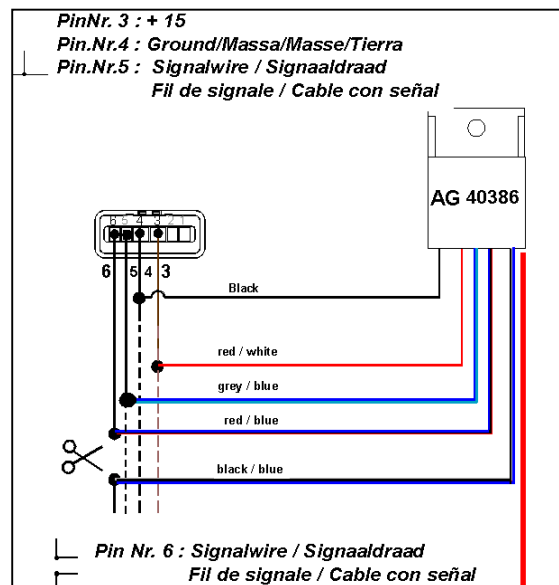 PinNr. 3 : + 15
Pin.Nr.4 : Ground/Massa/Masse/Tierra
Pin.Nr.5 : Signalwire / Signaaldraad
Fil de signale / Cable con señal
AG 40386
6 5 4 3 2 1
6 5 4 3
Black
red / white
grey / blue
red / blue
black / blue
Pin Nr. 6 : Signalwire / Signaaldraad
Fil de signale / Cable con señal